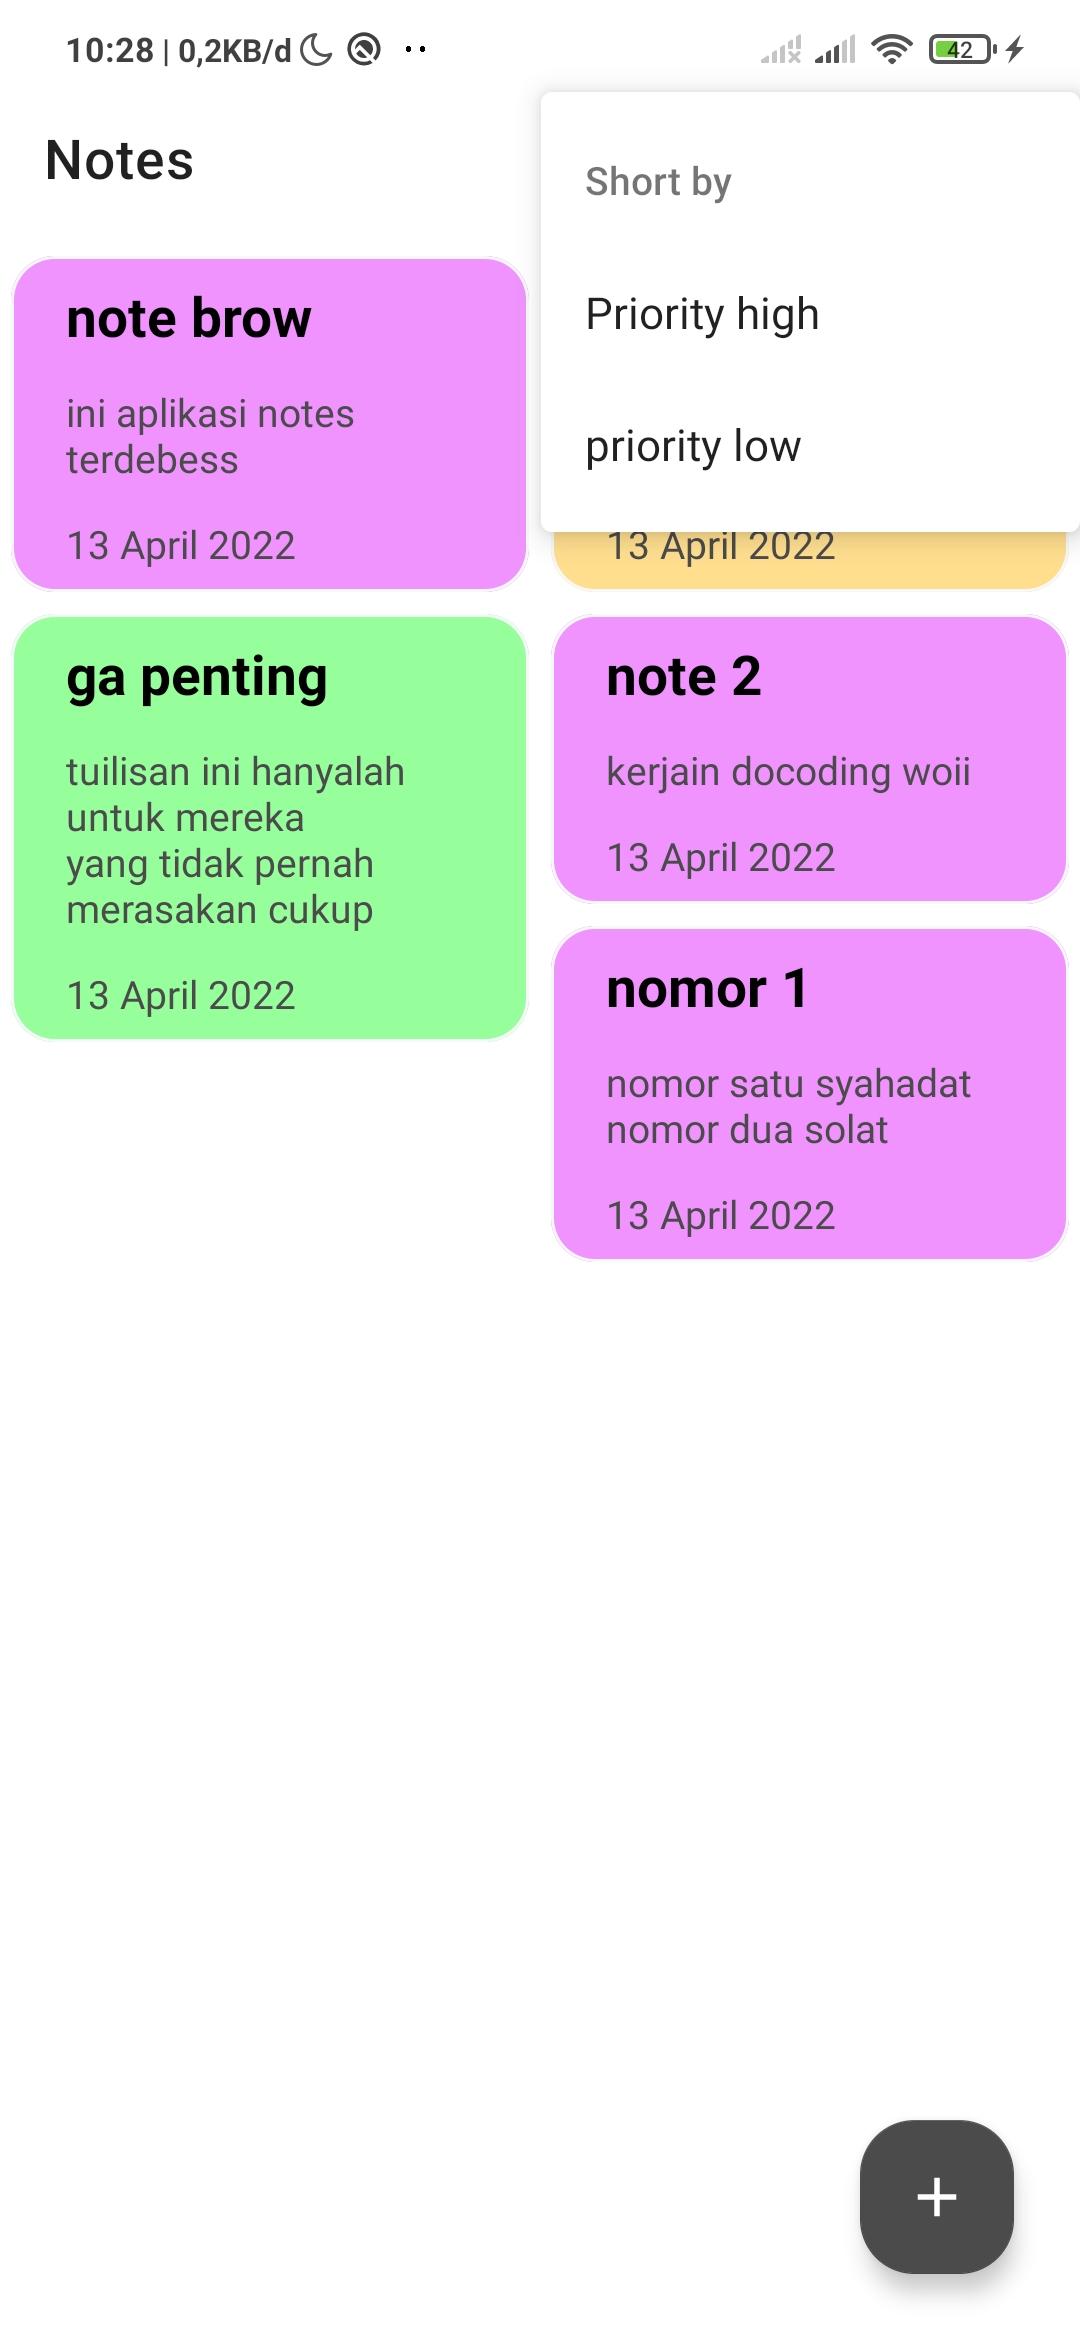 10:28 | 0,2KB/d
42
Notes
Short by
Priority high
priority low
note brow
ini aplikasi notes
terdebess
13 April 2022
13 April 2022
ga penting
tuilisan ini hanyalah
untuk mereka
yang tidak pernah
merasakan cukup
13 April 2022
note 2
kerjain docoding woii
13 April 2022
nomor 1
nomor satu syahadat
nomor dua solat
13 April 2022